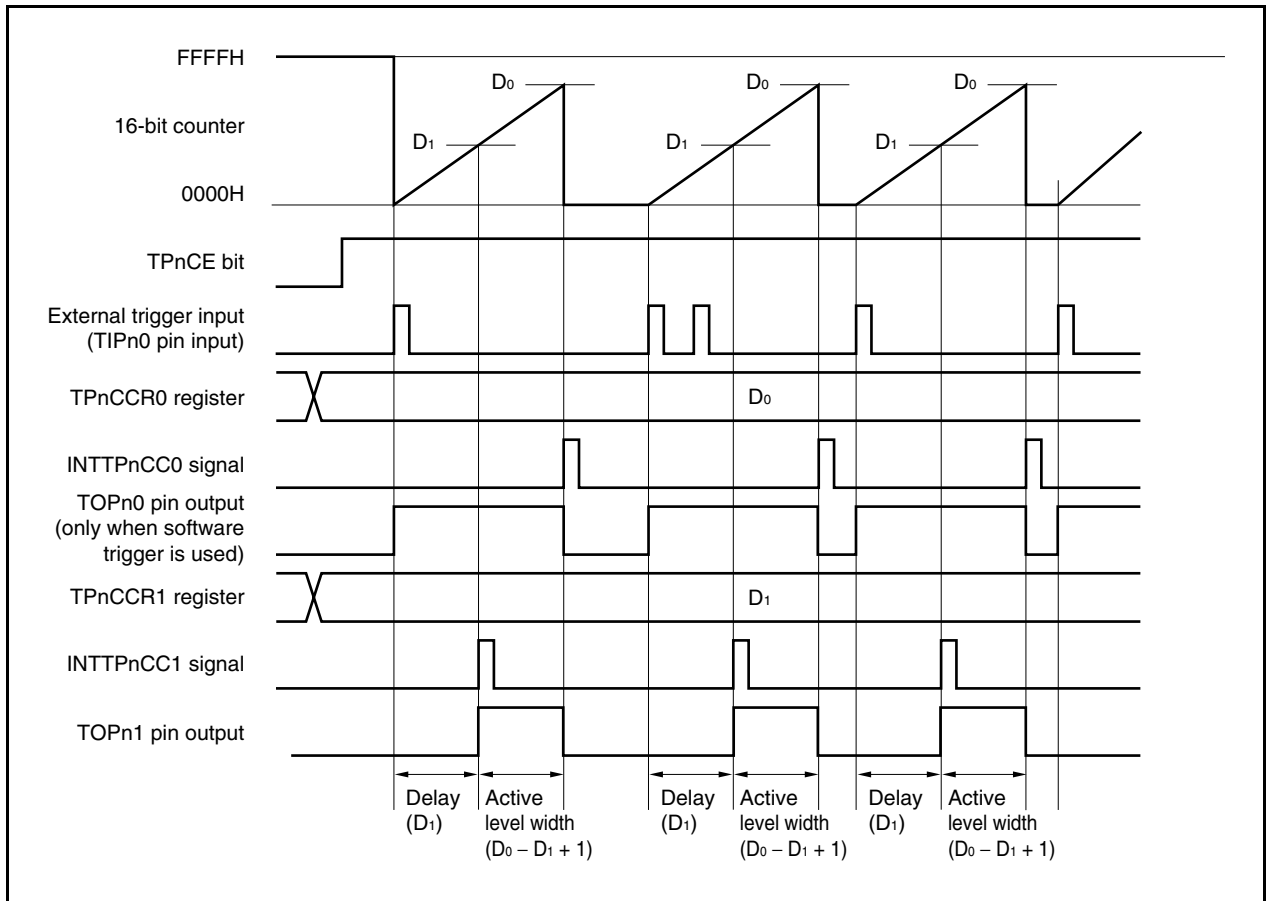 FFFFH
D0
D0
D0
16-bit counter
D1
D1
D1
0000H
TPnCE bit
External trigger input
(TIPn0 pin input)
TPnCCR0 register
D0
INTTPnCC0 signal
TOPn0 pin output
(only when software
trigger is used)
TPnCCR1 register
D1
INTTPnCC1 signal
TOPn1 pin output
Delay
(D1)
Active
level width
(D0 – D1 + 1)
Delay
(D1)
Active
level width
(D0 – D1 + 1)
Delay
(D1)
Active
level width
(D0 – D1 + 1)